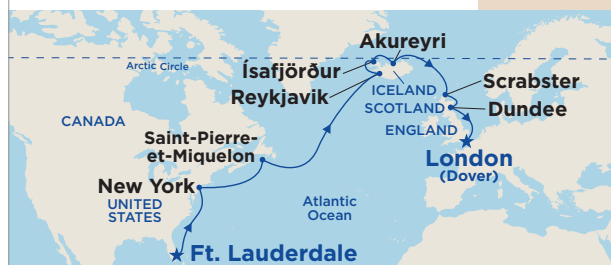 Akureyri
Arctic Circle
Ísafjörður
Reykjavik
ICELAND
Scrabster
SCOTLAND
Dundee
CANADA
ENGLAND
Saint-Pierre-
et-Miquelon
London
(Dover)
New York
UNITED
STATES
Atlantic
Ocean
Ft. Lauderdale